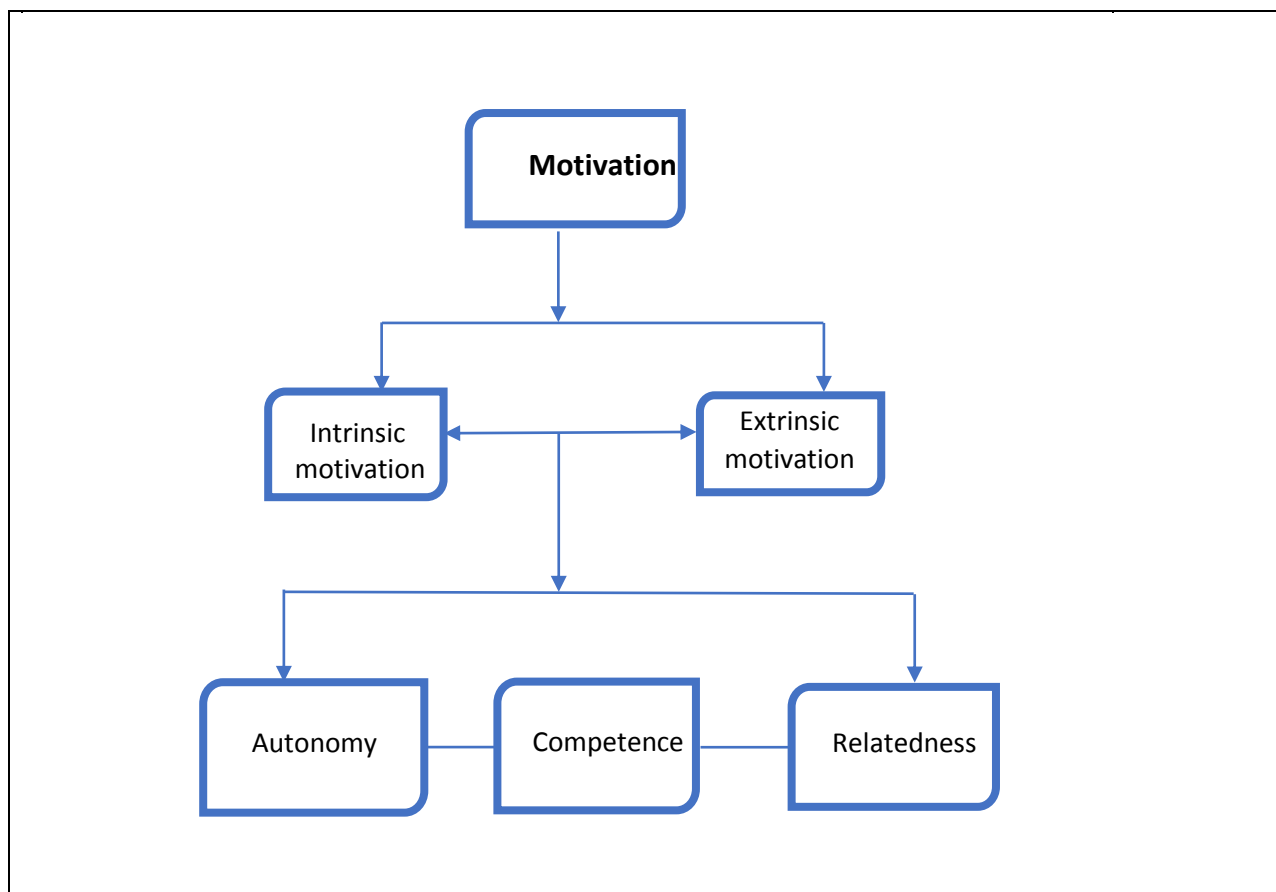 Motivation
Intrinsic
motivation
Extrinsic
motivation
Autonomy
Competence
Relatedness